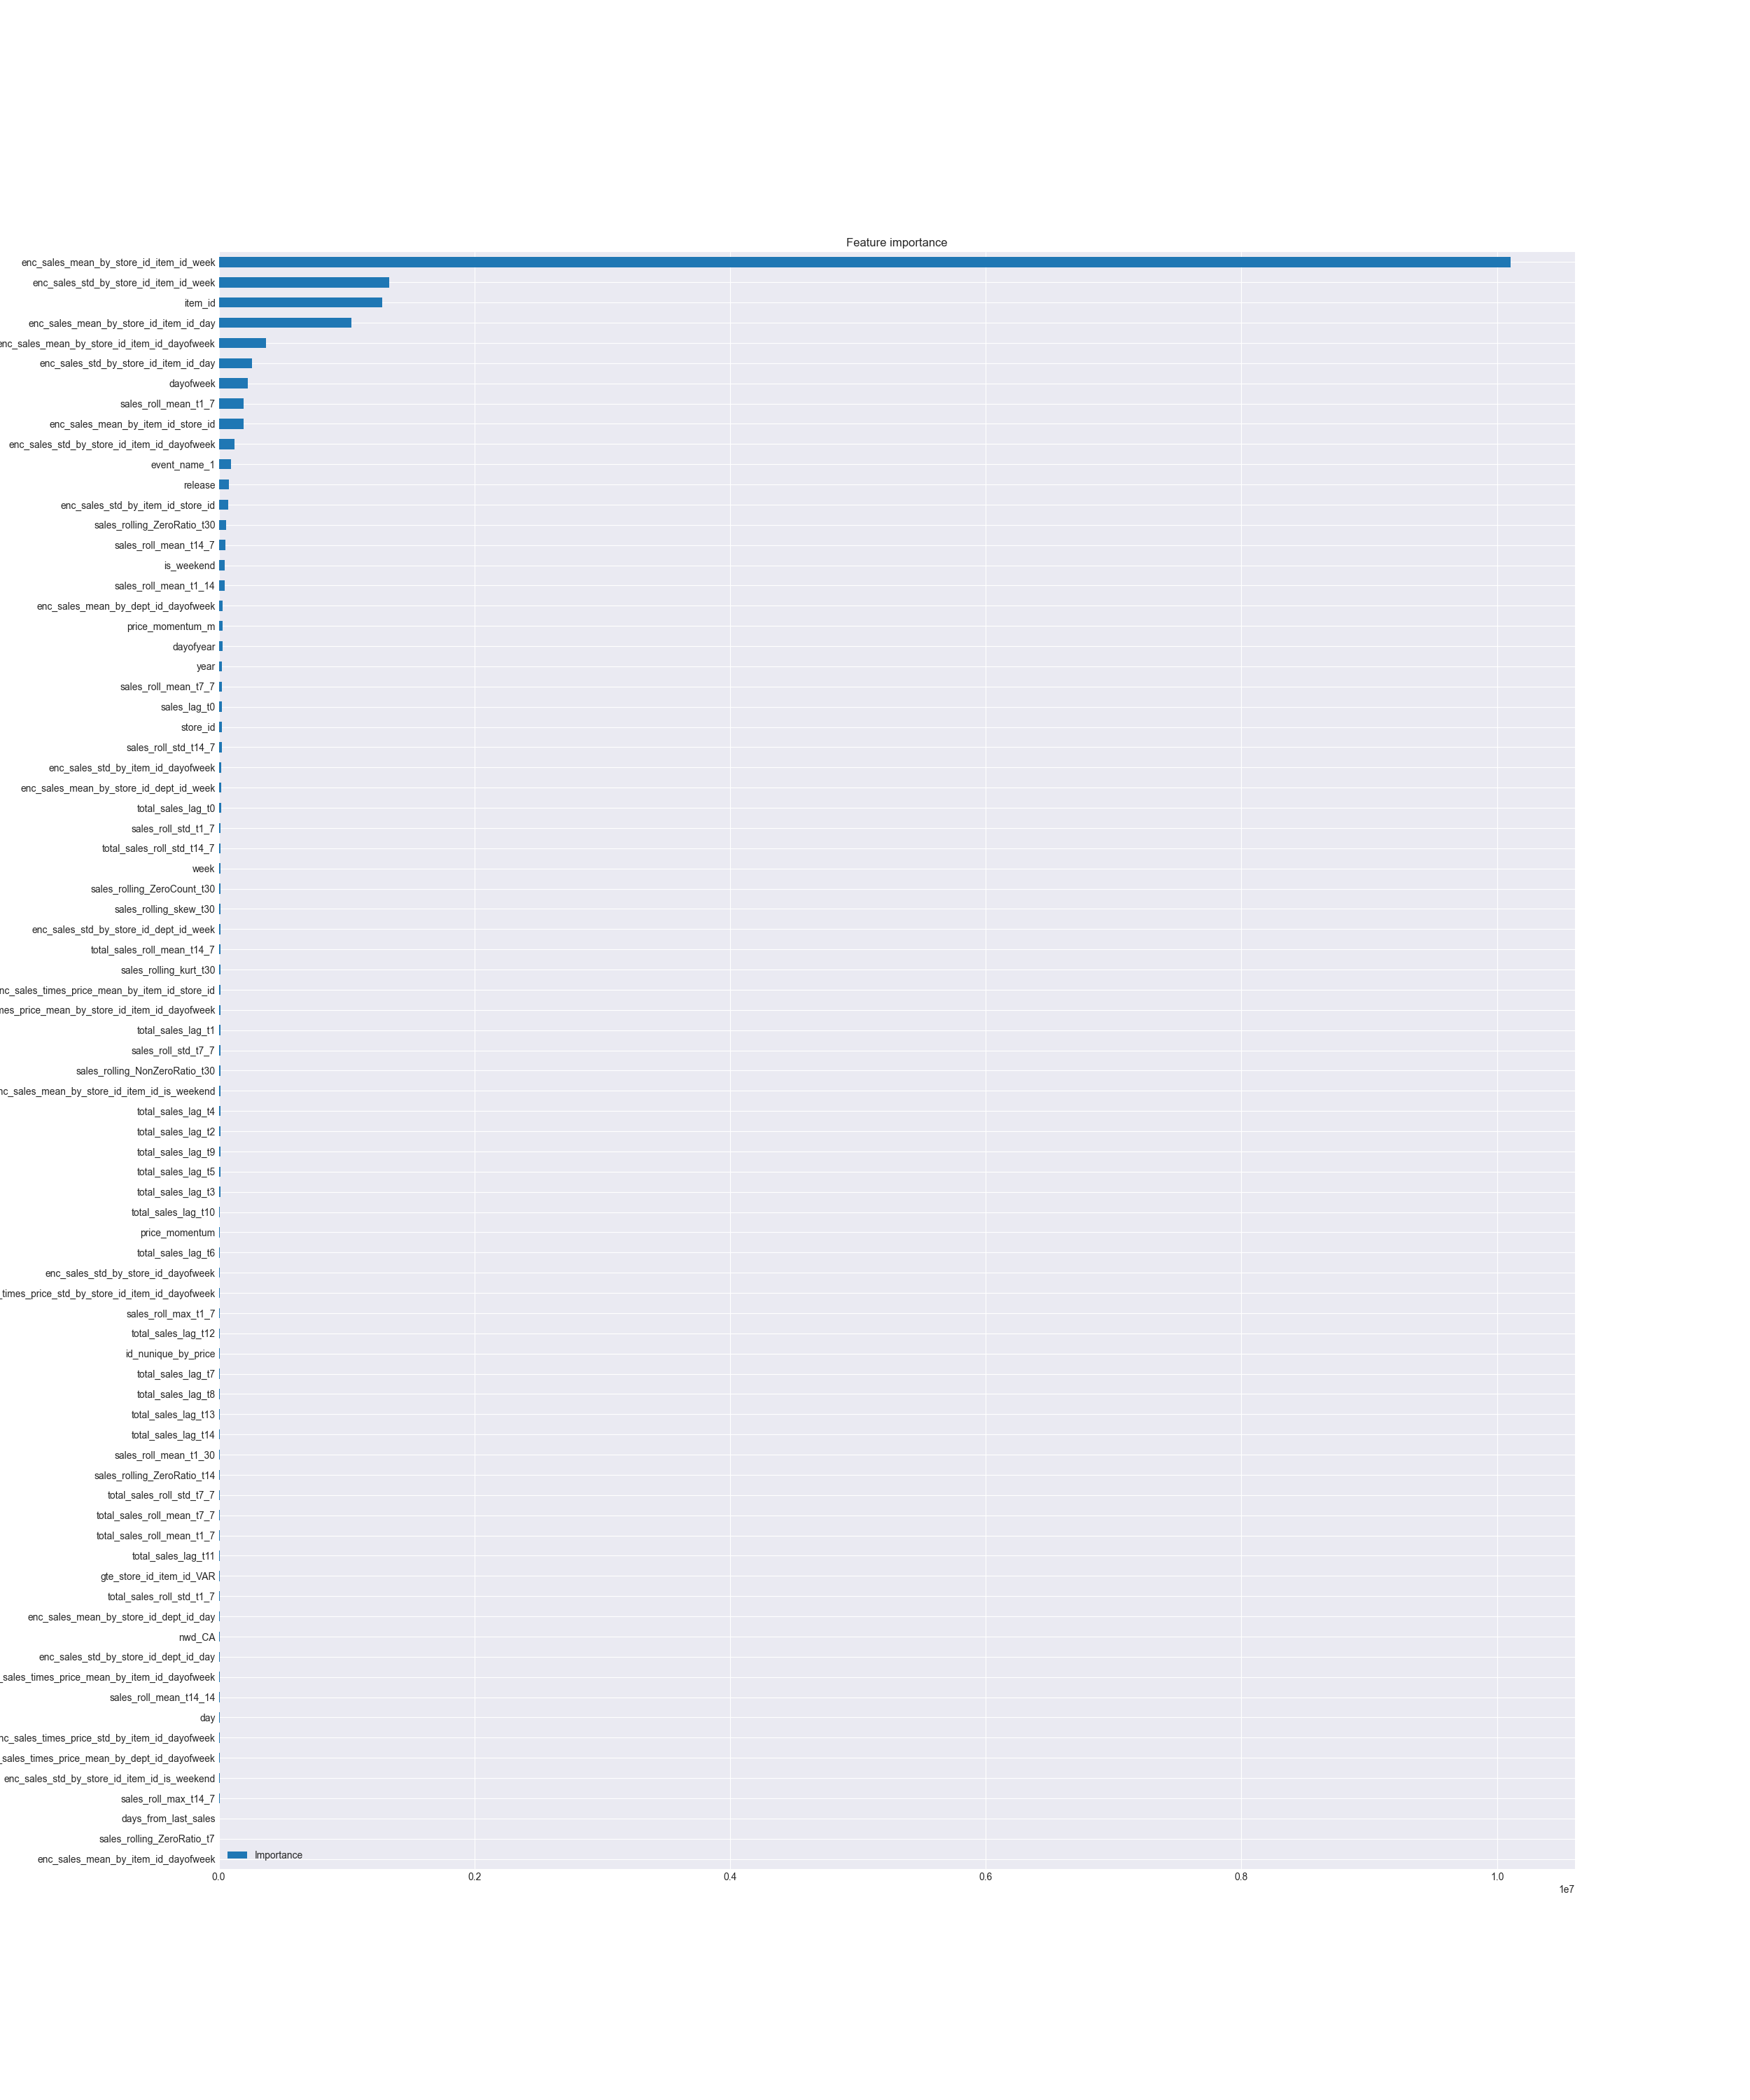 Feature importance
enc_sales_mean_by_store_id_item_id_week
enc_sales_std_by_store_id_item_id_week
item_id
enc_sales_mean_by_store_id_item_id_day
enc_sales_mean_by_store_id_item_id_dayofweek
enc_sales_std_by_store_id_item_id_day
dayofweek
sales_roll_mean_t1_7
enc_sales_mean_by_item_id_store_id
enc_sales_std_by_store_id_item_id_dayofweek
event_name_1
release
enc_sales_std_by_item_id_store_id
sales_rolling_ZeroRatio_t30
sales_roll_mean_t14_7
is_weekend
sales_roll_mean_t1_14
enc_sales_mean_by_dept_id_dayofweek
price_momentum_m
dayofyear
year
sales_roll_mean_t7_7
sales_lag_t0
store_id
sales_roll_std_t14_7
enc_sales_std_by_item_id_dayofweek
enc_sales_mean_by_store_id_dept_id_week
total_sales_lag_t0
sales_roll_std_t1_7
total_sales_roll_std_t14_7
week
sales_rolling_ZeroCount_t30
sales_rolling_skew_t30
enc_sales_std_by_store_id_dept_id_week
total_sales_roll_mean_t14_7
sales_rolling_kurt_t30
nc_sales_times_price_mean_by_item_id_store_id
mes_price_mean_by_store_id_item_id_dayofweek
total_sales_lag_t1
sales_roll_std_t7_7
sales_rolling_NonZeroRatio_t30
nc_sales_mean_by_store_id_item_id_is_weekend
total_sales_lag_t4
total_sales_lag_t2
total_sales_lag_t9
total_sales_lag_t5
total_sales_lag_t3
total_sales_lag_t10
price_momentum
total_sales_lag_t6
enc_sales_std_by_store_id_dayofweek
_times_price_std_by_store_id_item_id_dayofweek
sales_roll_max_t1_7
total_sales_lag_t12
id_nunique_by_price
total_sales_lag_t7
total_sales_lag_t8
total_sales_lag_t13
total_sales_lag_t14
sales_roll_mean_t1_30
sales_rolling_ZeroRatio_t14
total_sales_roll_std_t7_7
total_sales_roll_mean_t7_7
total_sales_roll_mean_t1_7
total_sales_lag_t11
gte_store_id_item_id_VAR
total_sales_roll_std_t1_7
enc_sales_mean_by_store_id_dept_id_day
nwd_CA
enc_sales_std_by_store_id_dept_id_day
_sales_times_price_mean_by_item_id_dayofweek
sales_roll_mean_t14_14
day
nc_sales_times_price_std_by_item_id_dayofweek
_sales_times_price_mean_by_dept_id_dayofweek
enc_sales_std_by_store_id_item_id_is_weekend
sales_roll_max_t14_7
days_from_last_sales
sales_rolling_ZeroRatio_t7
enc_sales_mean_by_item_id_dayofweek
Importance
0.0 0.2 0.4 0.6 0.8 1.0
1e7